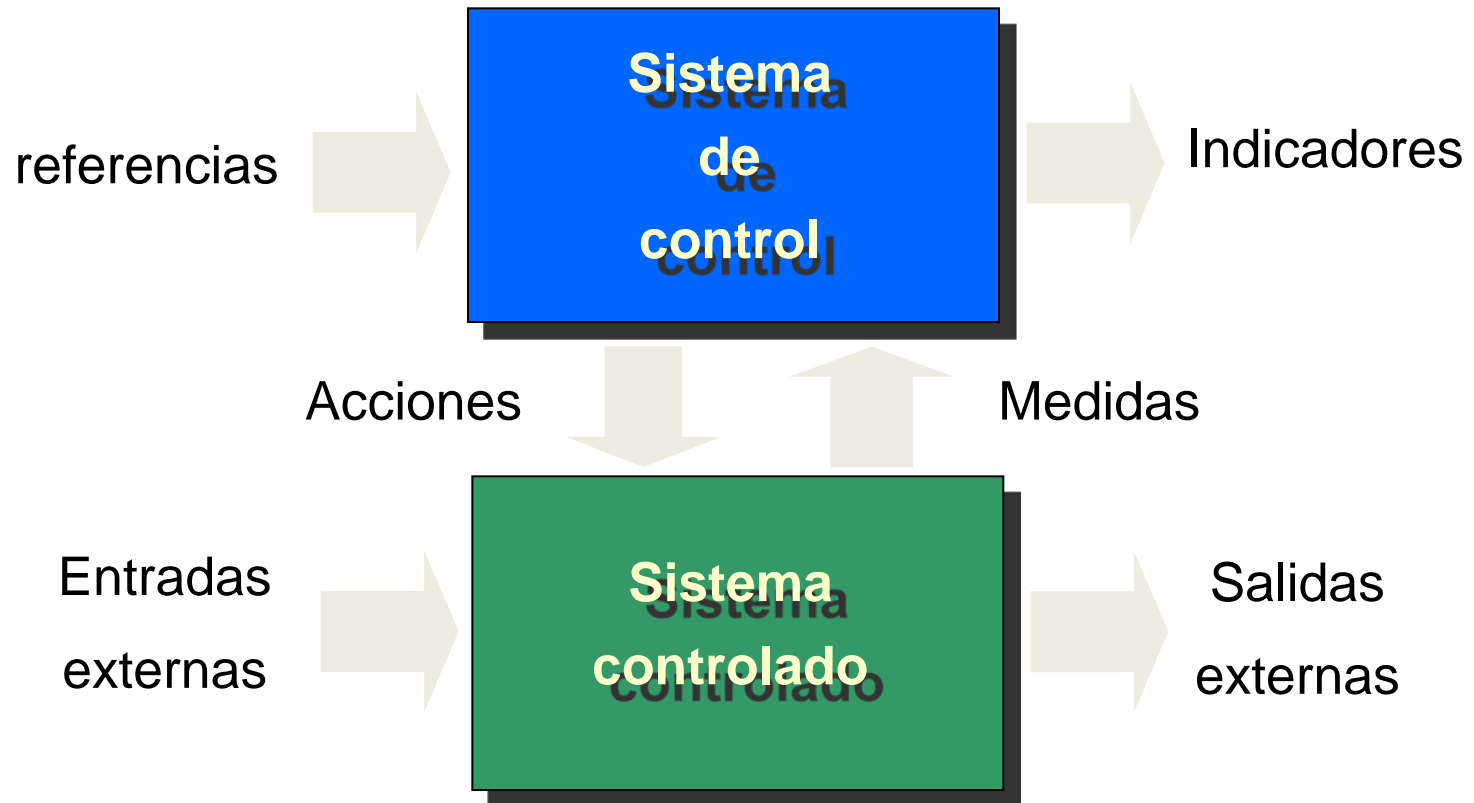 Sistema
de
control
referencias
Indicadores
Acciones
Medidas
Entradas
externas
Sistema
controlado
Salidas
externas